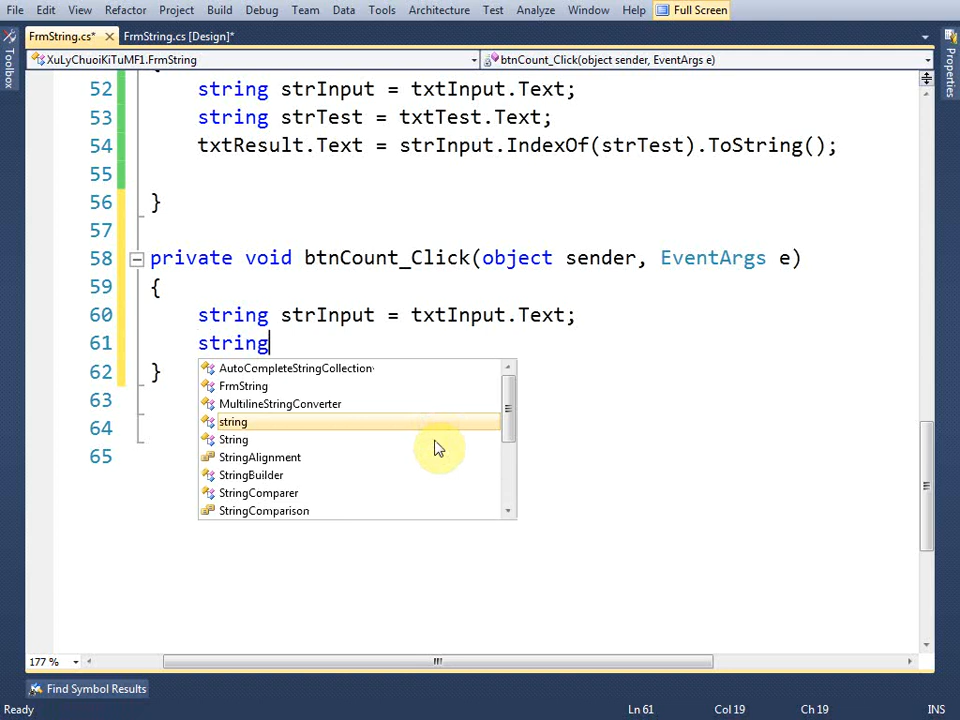 File Edit View Refactor Project Build Debug Team Data Tools Architecture Test Analyze Window Help Full Screen
FrmString.cs* FrmString.cs [Design]*
XuLyChuoiKiTuMF1.FrmString btnCount_Click(object sender, EventArgs e)
Toolbox
Properties
52 string strInput = txtInput.Text;
53 string strTest = txtTest.Text;
54 txtResult.Text = strInput.IndexOf(strTest).ToString();
55
56 }
57
58 private void btnCount_Click(object sender, EventArgs e)
59 {
60 string strInput = txtInput.Text;
61 string
62 }
63
64
65
AutoCompleteStringCollection
FrmString
MultilineStringConverter
string
String
StringAlignment
StringBuilder
StringComparer
StringComparison
177 %
Find Symbol Results
Ready Ln 61 Col 19 Ch 19 INS